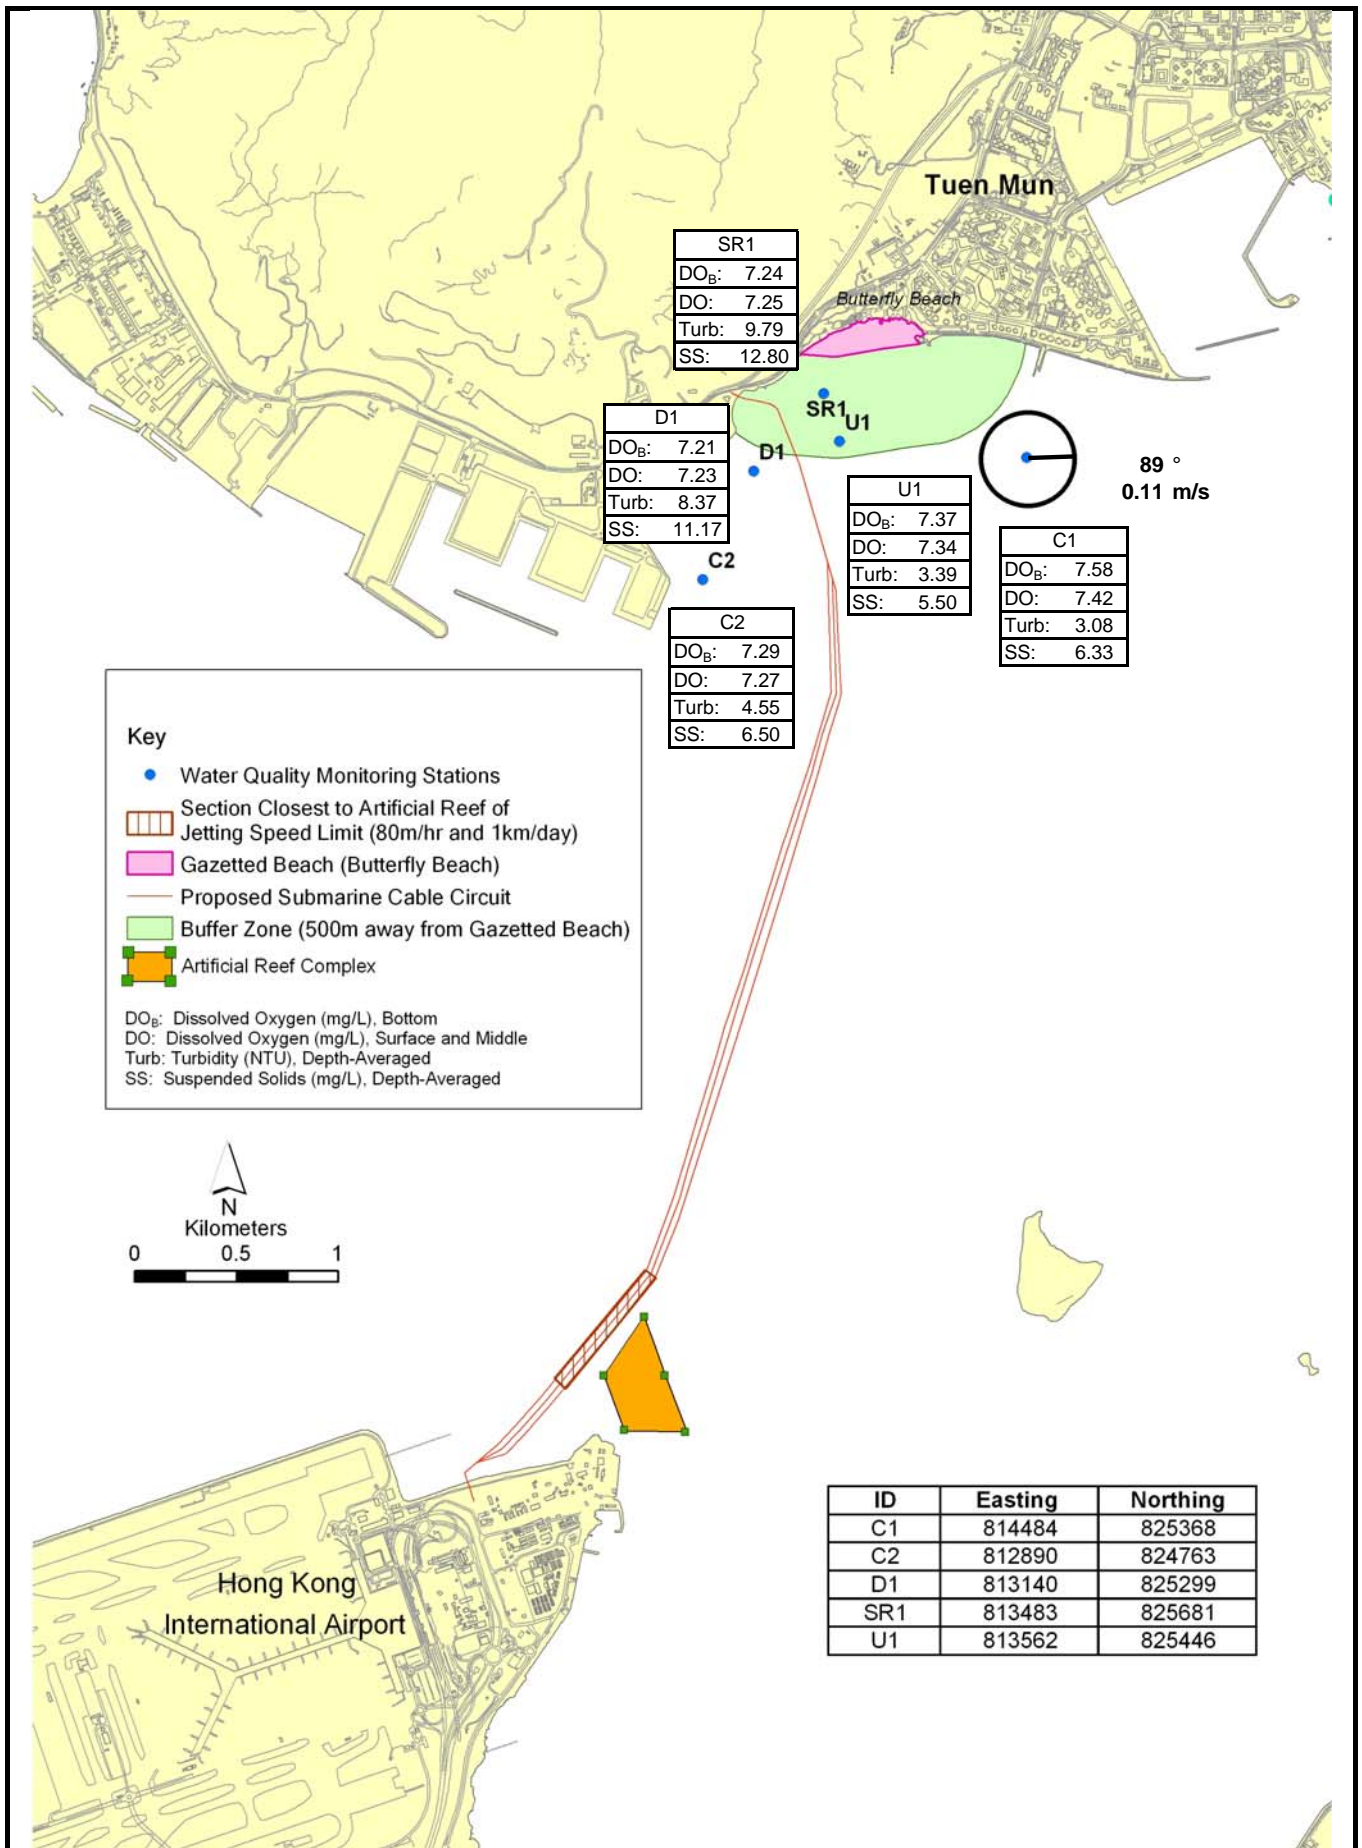 Tuen Mun
Butterfly Beach
SR1
DO_B: 7.24
DO: 7.25
Turb: 9.79
SS: 12.80
SR1
U1
D1
D1
DO_B: 7.21
DO: 7.23
Turb: 8.37
SS: 11.17
89 °
0.11 m/s
U1
DO_B: 7.37
DO: 7.34
Turb: 3.39
SS: 5.50
C1
DO_B: 7.58
DO: 7.42
Turb: 3.08
SS: 6.33
C2
C2
DO_B: 7.29
DO: 7.27
Turb: 4.55
SS: 6.50
Key
Water Quality Monitoring Stations
Section Closest to Artificial Reef of
Jetting Speed Limit (80m/hr and 1km/day)
Gazetted Beach (Butterfly Beach)
Proposed Submarine Cable Circuit
Buffer Zone (500m away from Gazetted Beach)
Artificial Reef Complex
DO_B: Dissolved Oxygen (mg/L), Bottom
DO: Dissolved Oxygen (mg/L), Surface and Middle
Turb: Turbidity (NTU), Depth-Averaged
SS: Suspended Solids (mg/L), Depth-Averaged
N
Kilometers
0 0.5 1
Hong Kong
International Airport
ID Easting Northing
C1 814484 825368
C2 812890 824763
D1 813140 825299
SR1 813483 825681
U1 813562 825446